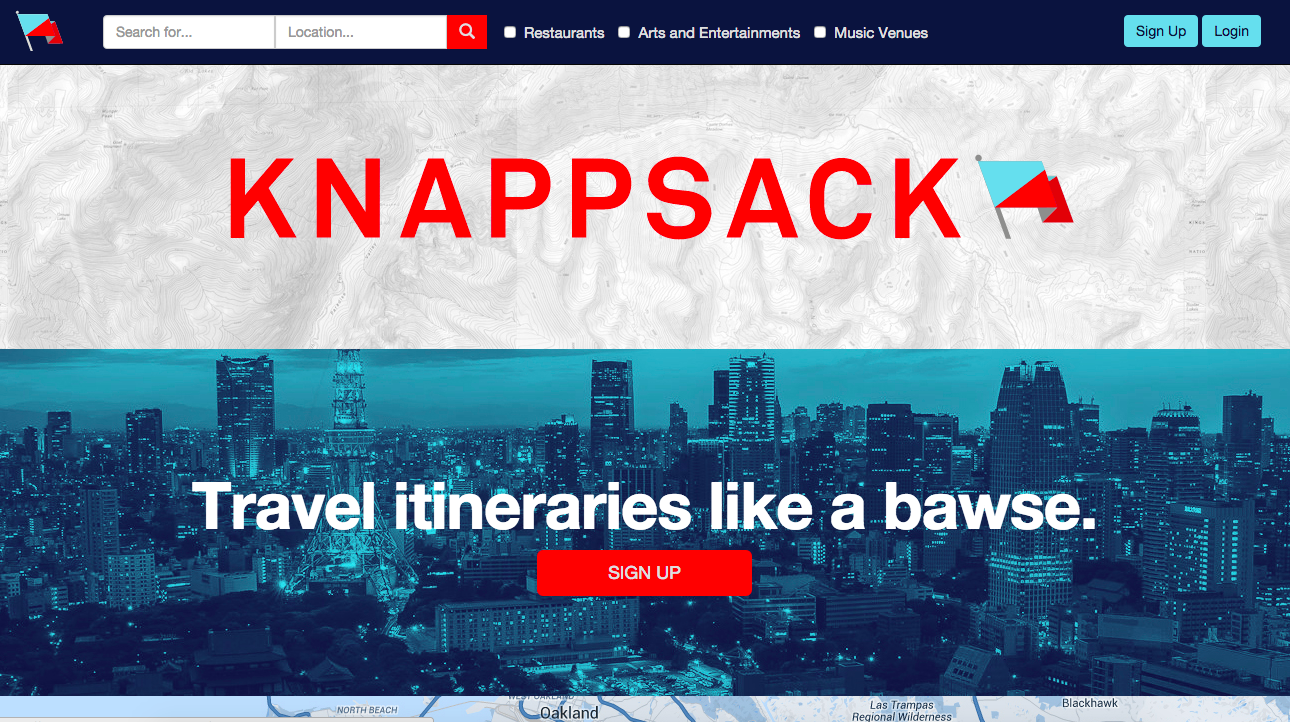 Search for...
Location...
Restaurants
Arts and Entertainments
Music Venues
Sign Up
Login
KNAPPSACK
Travel itineraries like a bawse.
SIGN UP
WEST OAKLAND
NORTH BEACH
Oakland
Las Trampas
Regional Wilderness
Blackhawk